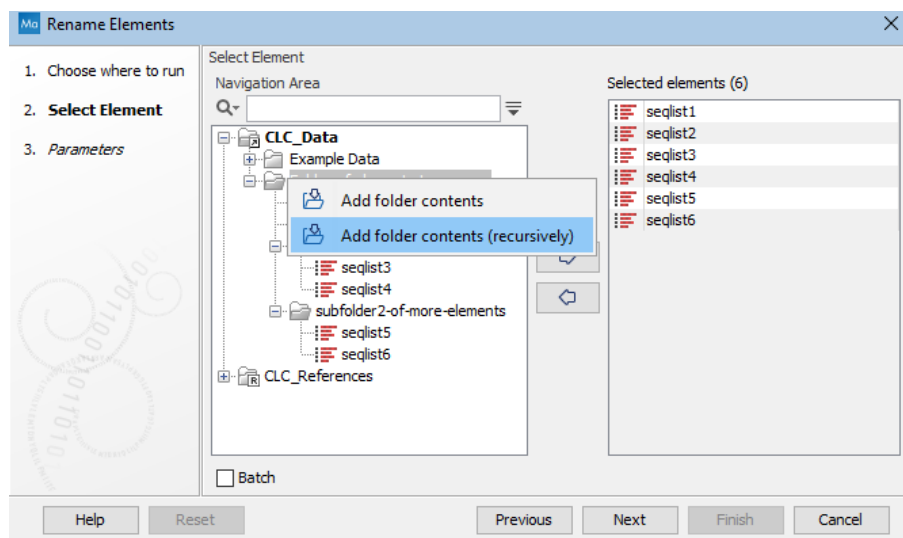 Ma Rename Elements
1. Choose where to run
2. Select Element
3. Parameters
Select Element
Navigation Area
CLC_Data
Example Data
Add folder contents
Add folder contents (recursively)
seqlist3
seqlist4
subfolder2-of-more-elements
seqlist5
seqlist6
R CLC_References
Batch
Selected elements (6)
seqlist1
seqlist2
seqlist3
seqlist4
seqlist5
seqlist6
Help Reset Previous Next Finish Cancel